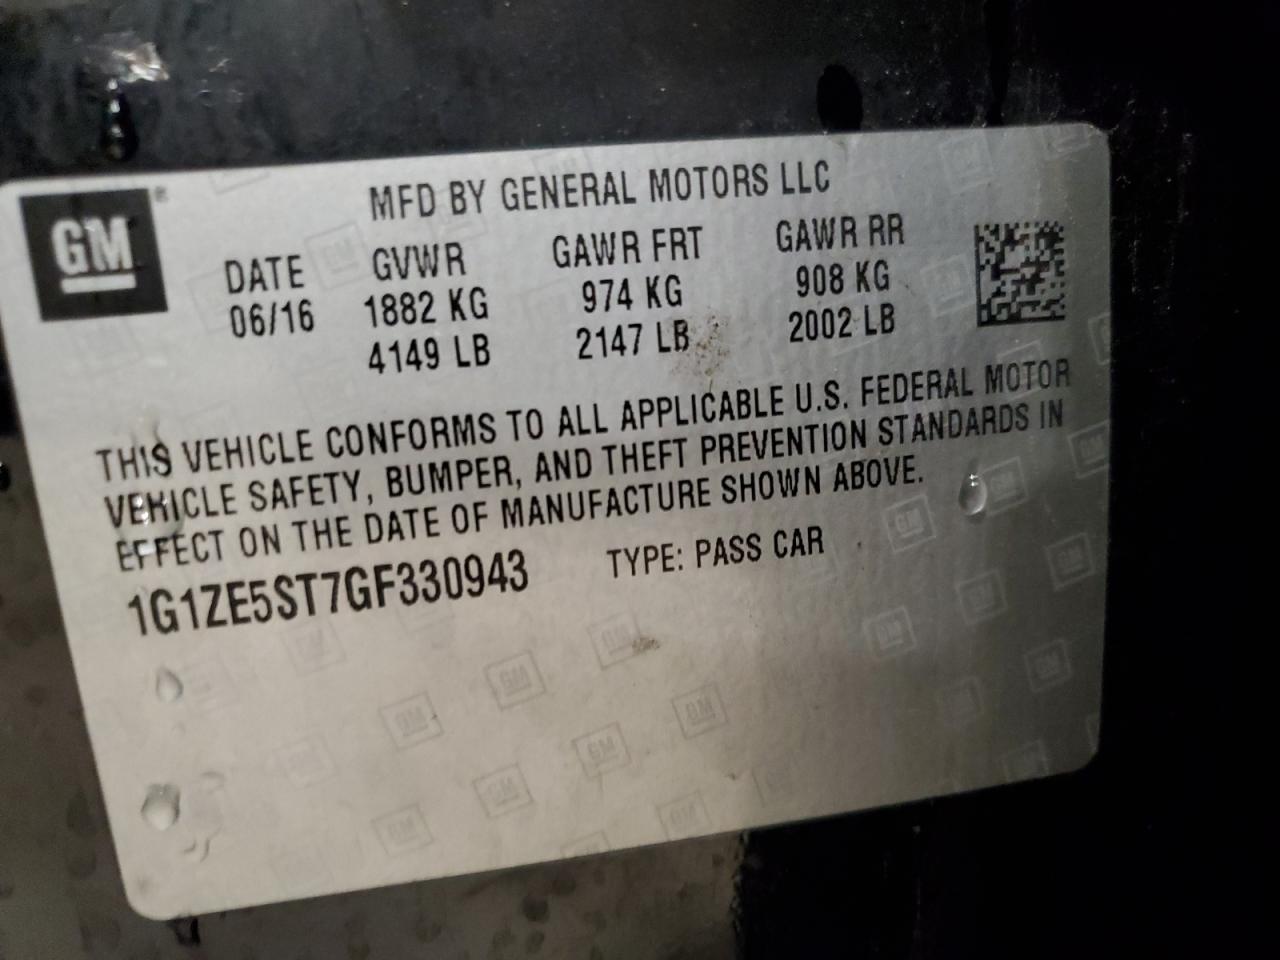 GM
MFD BY GENERAL MOTORS LLC
DATE GVWR GAWR FRT GAWR RR
06/16 1882 KG 974 KG 908 KG
4149 LB 2147 LB 2002 LB
THIS VEHICLE CONFORMS TO ALL APPLICABLE U.S. FEDERAL MOTOR
VEHICLE SAFETY, BUMPER, AND THEFT PREVENTION STANDARDS IN
EFFECT ON THE DATE OF MANUFACTURE SHOWN ABOVE.
1G1ZE5ST7GF330943 TYPE: PASS CAR